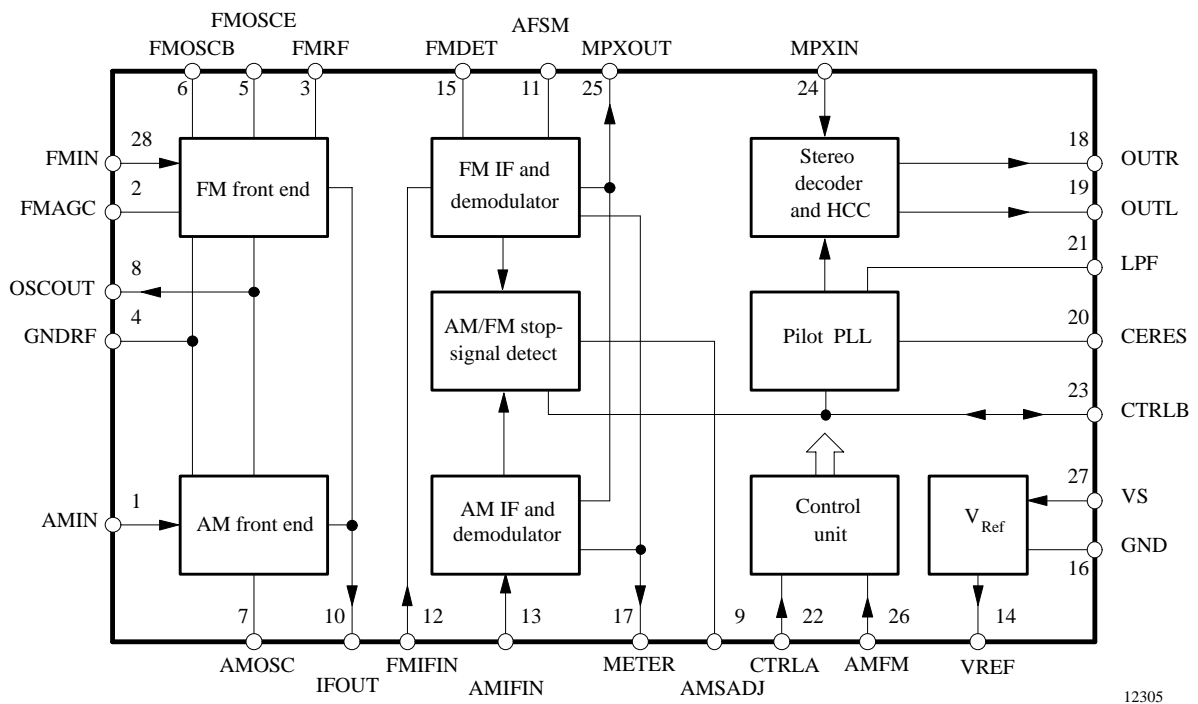 FMOSCE
AFSM
FMOSCB
FMRF
FMDET
MPXOUT
MPXIN
6
5
3
15
11
25
24
28
FMIN
2
FMAGC
8
OSCOUT
4
GNDRF
1
AMIN
FM front end
AM front end
FM IF and
demodulator
AM/FM stop-
signal detect
AM IF and
demodulator
Stereo
decoder
and HCC
Pilot PLL
Control
unit
VRef
18
OUTR
19
OUTL
21
LPF
20
CERES
23
CTRLB
27
VS
GND
16
7
10
12
13
17
9
22
26
14
AMOSC
IFOUT
FMIFIN
AMIFIN
METER
AMSADJ
CTRLA
AMFM
VREF
12305